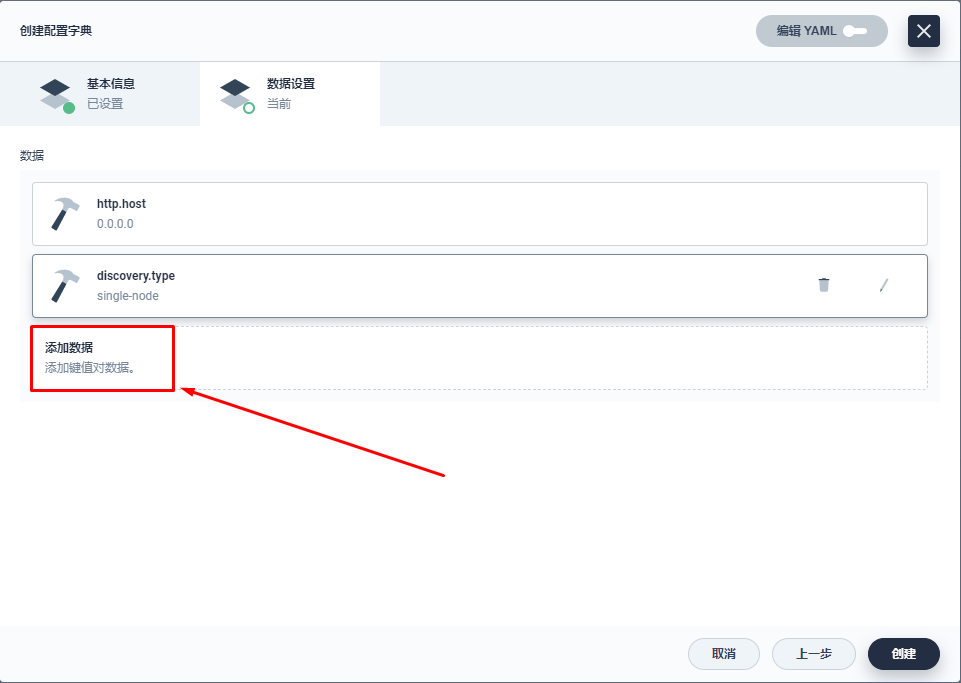 创建配置字典
编辑 YAML
基本信息
已设置
数据设置
当前
数据
http.host
0.0.0.0
discovery.type
single-node
添加数据
添加键值对数据。
取消
上一步
创建